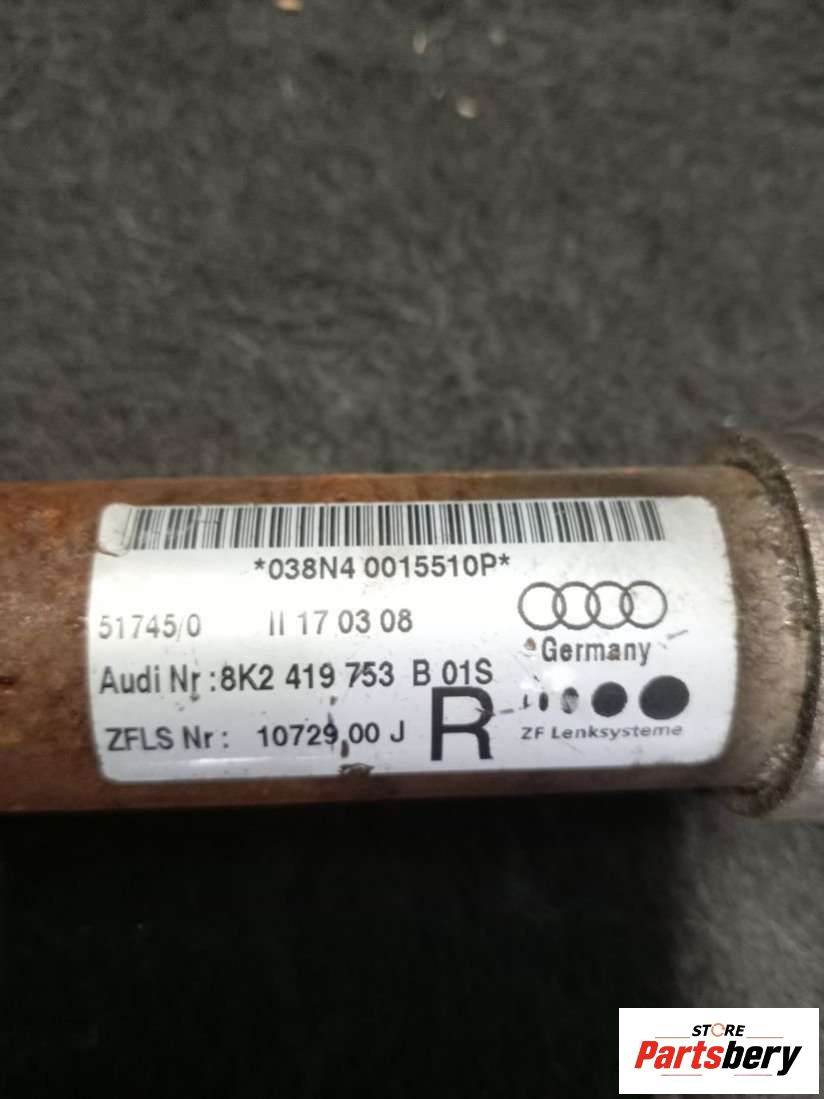 *038N4 0015510P*
51745/0 II 17 03 08
Germany
Audi Nr :8K2 419 753 B 01S
ZFLS Nr: 10729,00 J R
ZF Lenksysteme
STORE
Partsbery